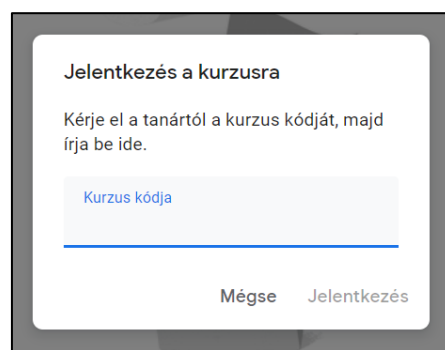 Jelentkezés a kurzusra
Kérje el a tanártól a kurzus kódját, majd
írja be ide.
Kurzus kódja
Mégse Jelentkezés